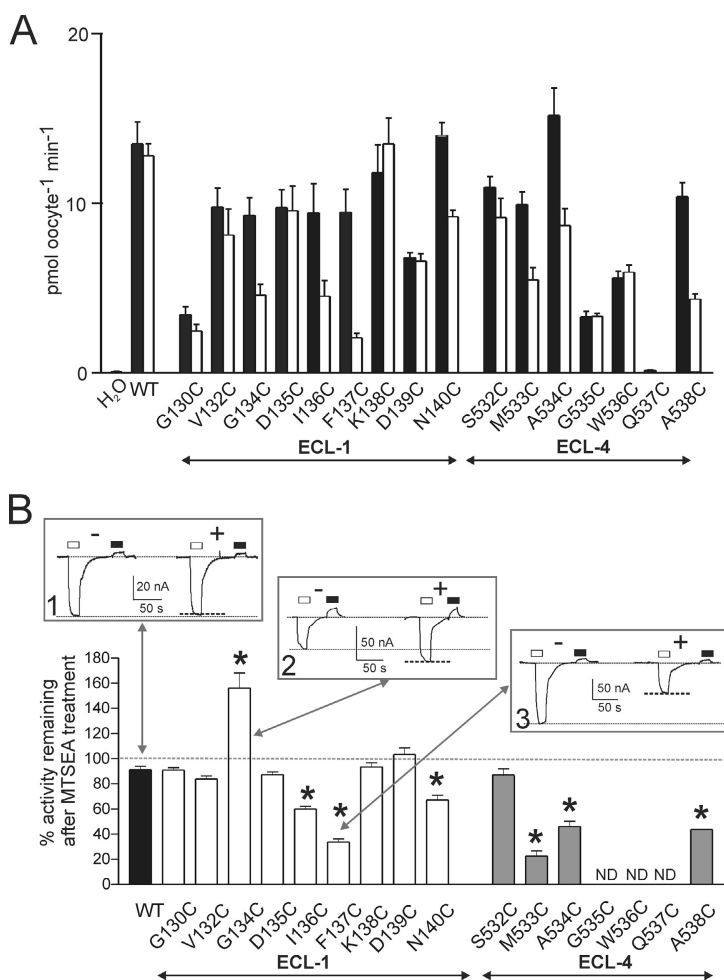 A
20
10
0
pmol oocyte⁻¹ min⁻¹
H₂O WT G130C V132C G134C D135C I136C F137C K138C D139C N140C S532C M533C A534C G535C W536C Q537C A538C
ECL-1 ECL-4
B
- +
1
20 nA
50 s
- +
2
50 nA
50 s
- +
3
50 nA
50 s
180
160
140
120
100
80
60
40
20
0
% activity remaining
after MTSEA treatment
* * * * * * *
ND ND ND
WT G130C V132C G134C D135C I136C F137C K138C D139C N140C S532C M533C A534C G535C W536C Q537C A538C
ECL-1 ECL-4